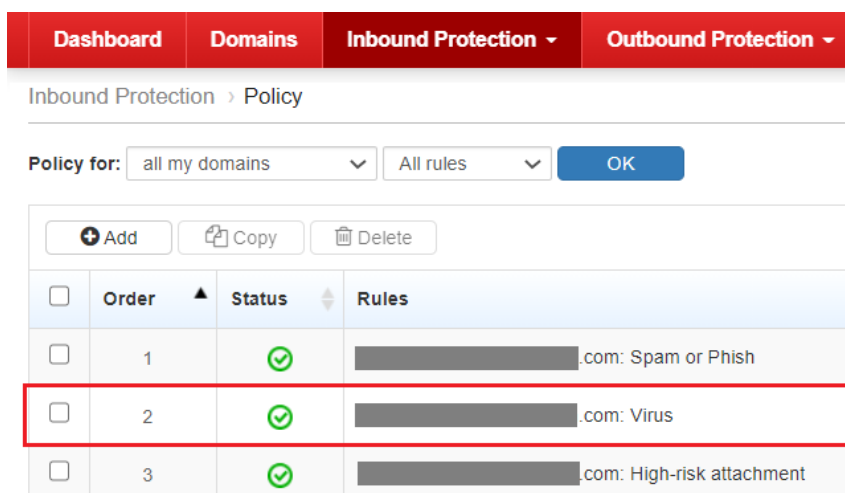 Dashboard Domains Inbound Protection Outbound Protection
Inbound Protection › Policy
Policy for: all my domains All rules OK
Add Copy Delete
Order Status Rules
1 .com: Spam or Phish
2 .com: Virus
3 .com: High-risk attachment